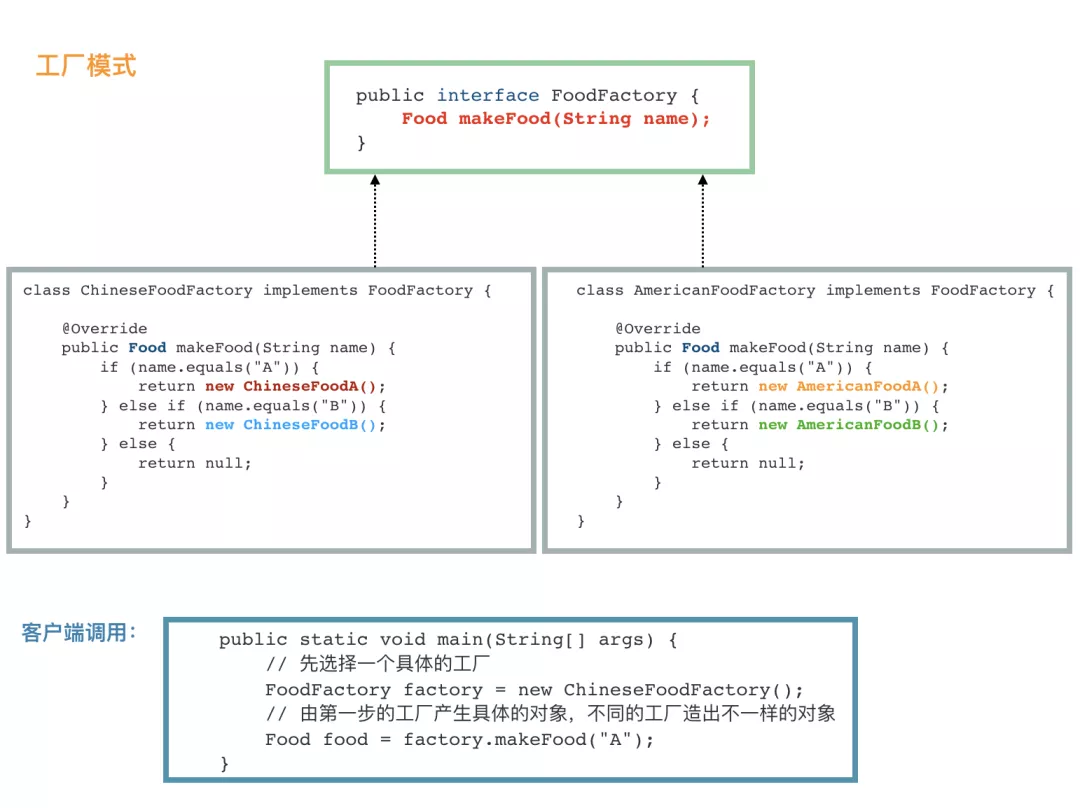 工厂模式
public interface FoodFactory {
    Food makeFood(String name);
}
class ChineseFoodFactory implements FoodFactory {
    @Override
    public Food makeFood(String name) {
        if (name.equals("A")) {
            return new ChineseFoodA();
        } else if (name.equals("B")) {
            return new ChineseFoodB();
        } else {
            return null;
        }
    }
}
class AmericanFoodFactory implements FoodFactory {
    @Override
    public Food makeFood(String name) {
        if (name.equals("A")) {
            return new AmericanFoodA();
        } else if (name.equals("B")) {
            return new AmericanFoodB();
        } else {
            return null;
        }
    }
}
客户端调用：
public static void main(String[] args) {
    // 先选择一个具体的工厂
    FoodFactory factory = new ChineseFoodFactory();
    // 由第一步的工厂产生具体的对象，不同的工厂造出不一样的对象
    Food food = factory.makeFood("A");
}